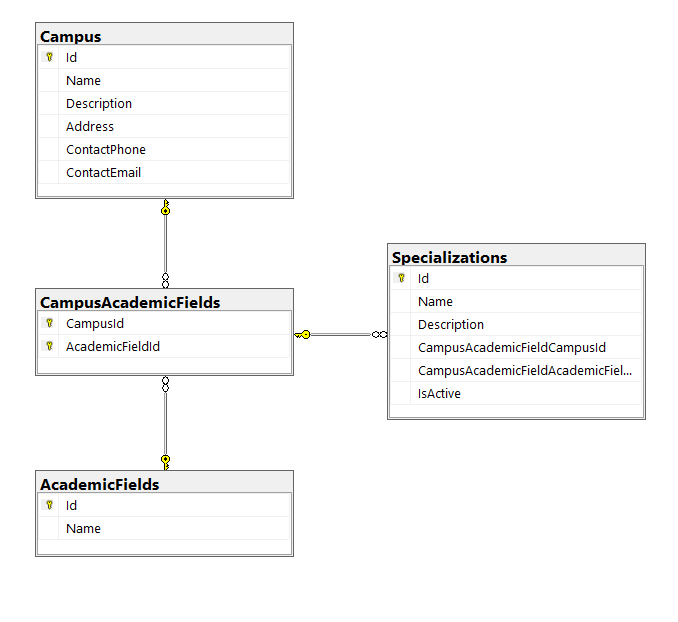 Campus
Id
Name
Description
Address
ContactPhone
ContactEmail
CampusAcademicFields
CampusId
AcademicFieldId
Specializations
Id
Name
Description
CampusAcademicFieldCampusId
CampusAcademicFieldAcademicFiel...
IsActive
AcademicFields
Id
Name